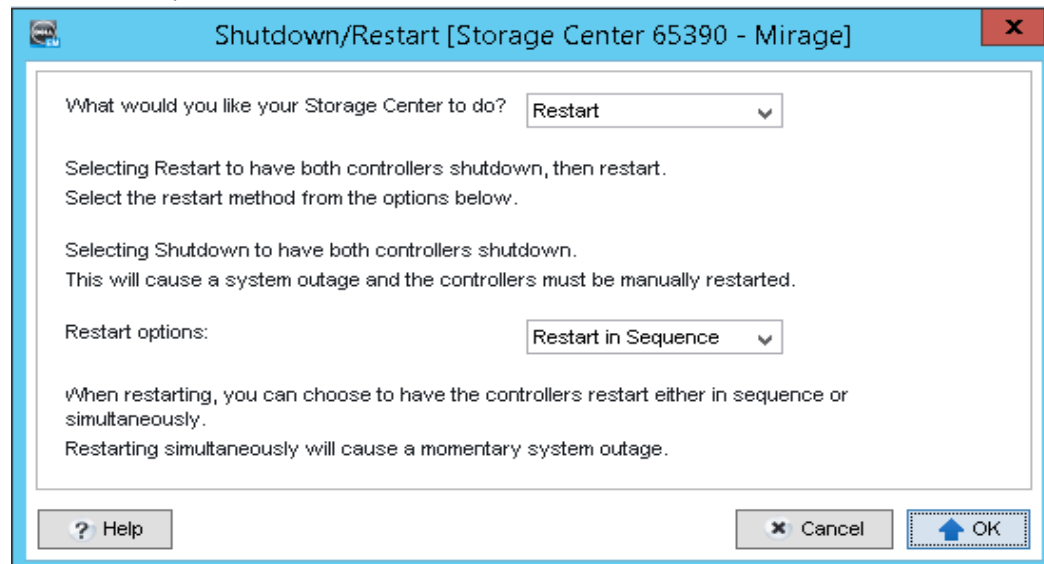 Shutdown/Restart [Storage Center 65390 - Mirage]
x
What would you like your Storage Center to do? Restart
Selecting Restart to have both controllers shutdown, then restart.
Select the restart method from the options below.
Selecting Shutdown to have both controllers shutdown.
This will cause a system outage and the controllers must be manually restarted.
Restart options: Restart in Sequence
When restarting, you can choose to have the controllers restart either in sequence or
simultaneously.
Restarting simultaneously will cause a momentary system outage.
? Help
Cancel
OK